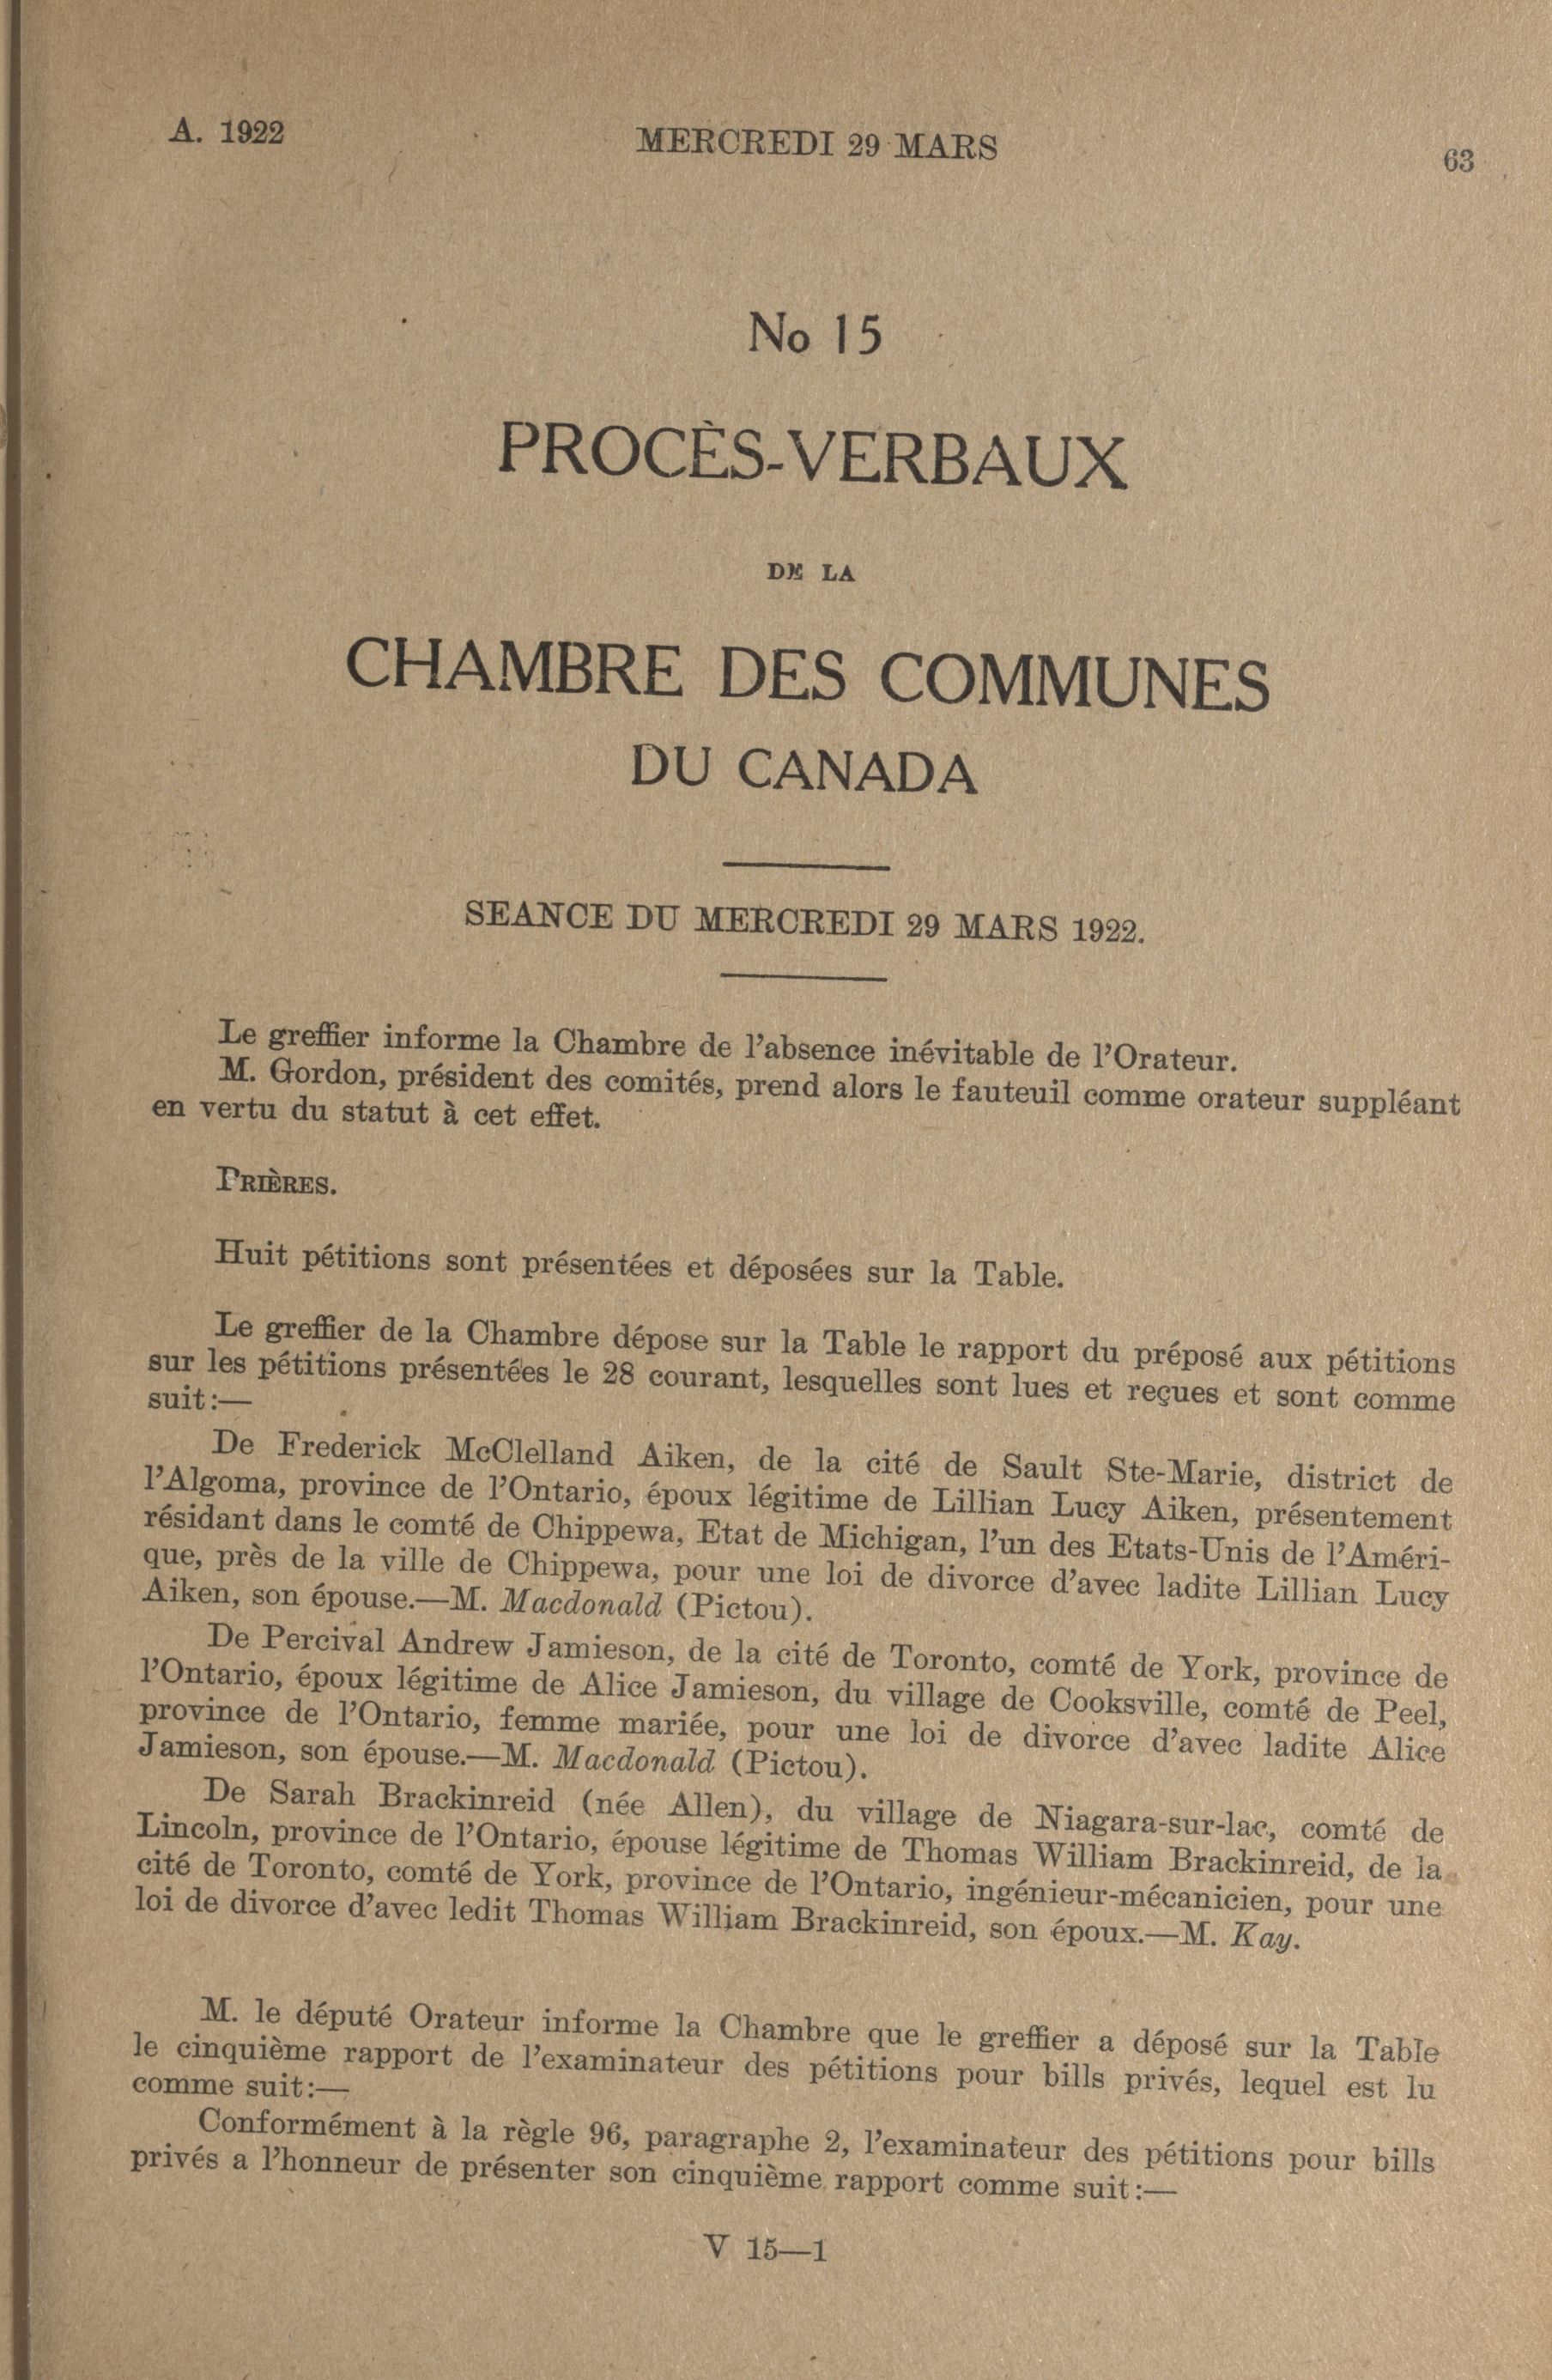 A. 1922
MERCREDI 29 MARS
63
No 15
PROCÈS-VERBAUX
DE LA
CHAMBRE DES COMMUNES
DU CANADA
SEANCE DU MERCREDI 29 MARS 1922.
Le greffier informe la Chambre de l'absence inévitable de l'Orateur.
M. Gordon, président des comités, prend alors le fauteuil comme orateur suppléant
en vertu du statut à cet effet.
PRIÈRES.
Huit pétitions sont présentées et déposées sur la Table.
Le greffier de la Chambre dépose sur la Table le rapport du préposé aux pétitions
sur les pétitions présentées le 28 courant, lesquelles sont lues et reçues et sont comme
suit:—
De Frederick McClelland Aiken, de la cité de Sault Ste-Marie, district de
l'Algoma, province de l'Ontario, époux légitime de Lillian Lucy Aiken, présentement
résidant dans le comté de Chippewa, Etat de Michigan, l'un des Etats-Unis de l'Améri-
que, près de la ville de Chippewa, pour une loi de divorce d'avec ladite Lillian Lucy
Aiken, son épouse.—M. Macdonald (Pictou).
De Percival Andrew Jamieson, de la cité de Toronto, comté de York, province de
l'Ontario, époux légitime de Alice Jamieson, du village de Cooksville, comté de Peel,
province de l'Ontario, femme mariée, pour une loi de divorce d'avec ladite Alice
Jamieson, son épouse.—M. Macdonald (Pictou).
De Sarah Brackinreid (née Allen), du village de Niagara-sur-lac, comté de
Lincoln, province de l'Ontario, épouse légitime de Thomas William Brackinreid, de la
cité de Toronto, comté de York, province de l'Ontario, ingénieur-mécanicien, pour une
loi de divorce d'avec ledit Thomas William Brackinreid, son époux.—M. Kay.
M. le député Orateur informe la Chambre que le greffier a déposé sur la Table
le cinquième rapport de l'examinateur des pétitions pour bills privés, lequel est lu
comme suit:—
Conformément à la règle 96, paragraphe 2, l'examinateur des pétitions pour bills
privés a l'honneur de présenter son cinquième rapport comme suit:—
V 15—1